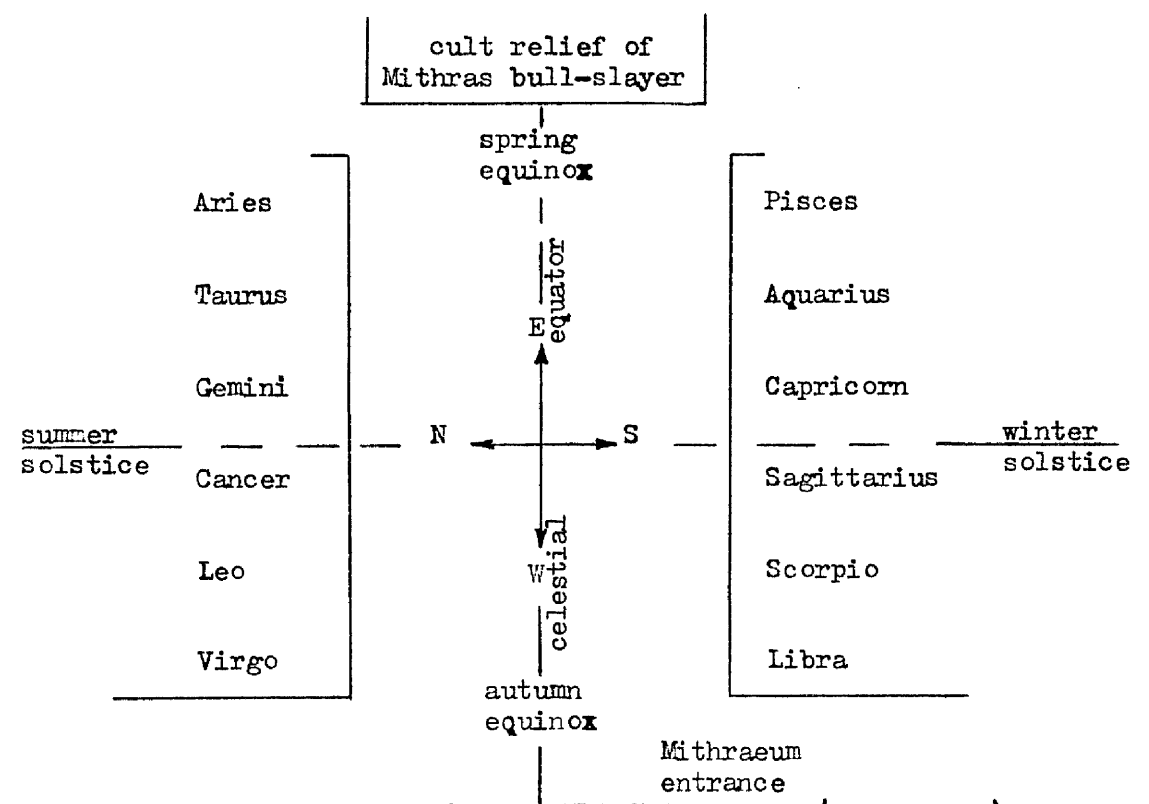 cult relief of
Mithras bull-slayer
spring
equinox
Aries
Pisces
Taurus
Aquarius
equator
E
Gemini
Capricorn
summer
solstice
N
S
winter
solstice
Cancer
Sagittarius
W
celestial
Leo
Scorpio
Virgo
Libra
autumn
equinox
Mithraeum
entrance